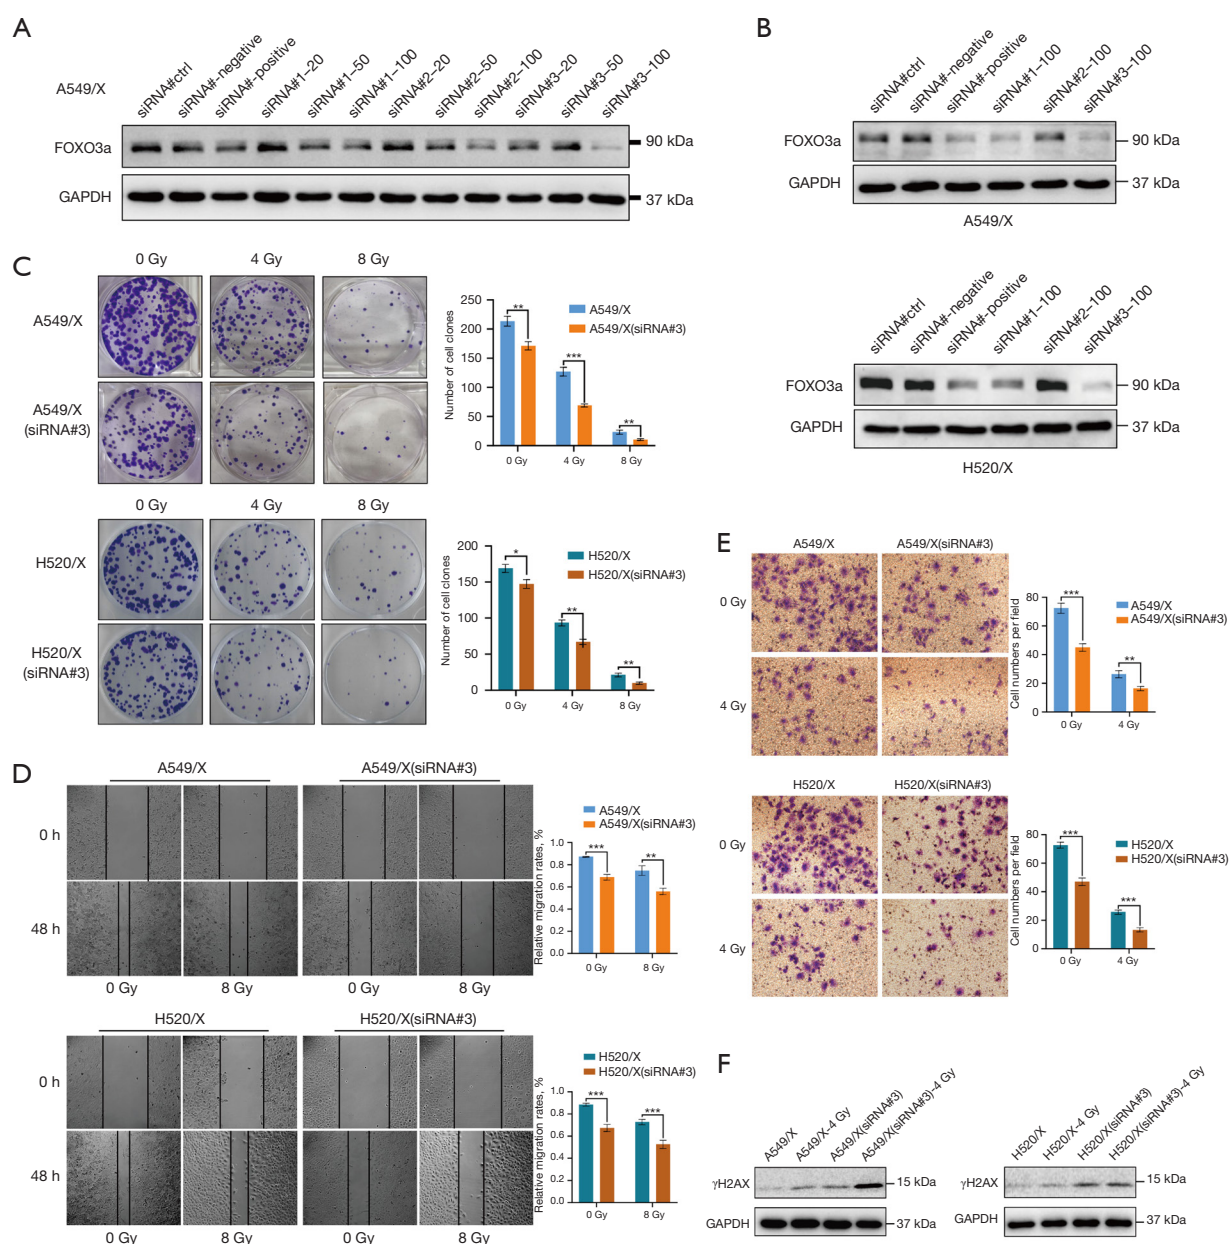 A
A549/X
siRNA#ctrl
siRNA#-negative
siRNA#-positive
siRNA#1-20
siRNA#1-50
siRNA#1-100
siRNA#2-20
siRNA#2-50
siRNA#2-100
siRNA#3-20
siRNA#3-50
siRNA#3-100
FOXO3a
90 kDa
GAPDH
37 kDa
B
siRNA#ctrl
siRNA#-negative
siRNA#-positive
siRNA#1-100
siRNA#2-100
siRNA#3-100
FOXO3a
90 kDa
GAPDH
37 kDa
A549/X
siRNA#ctrl
siRNA#-negative
siRNA#-positive
siRNA#1-100
siRNA#2-100
siRNA#3-100
FOXO3a
90 kDa
GAPDH
37 kDa
H520/X
C
0 Gy 4 Gy 8 Gy
A549/X
A549/X
(siRNA#3)
Number of cell clones
250
200
150
100
50
0
** *** **
A549/X
A549/X(siRNA#3)
0 Gy 4 Gy 8 Gy
0 Gy 4 Gy 8 Gy
H520/X
H520/X
(siRNA#3)
Number of cell clones
200
150
100
50
0
* ** **
H520/X
H520/X(siRNA#3)
0 Gy 4 Gy 8 Gy
D
A549/X A549/X(siRNA#3)
0 h
48 h
0 Gy 8 Gy 0 Gy 8 Gy
Relative migration rates, %
1.0
0.8
0.6
0.4
0.2
0.0
*** **
A549/X
A549/X(siRNA#3)
0 Gy 8 Gy
H520/X H520/X(siRNA#3)
0 h
48 h
0 Gy 8 Gy 0 Gy 8 Gy
Relative migration rates, %
1.0
0.8
0.6
0.4
0.2
0.0
*** ***
H520/X
H520/X(siRNA#3)
0 Gy 8 Gy
E
A549/X A549/X(siRNA#3)
0 Gy
4 Gy
Cell numbers per field
80
60
40
20
0
*** **
A549/X
A549/X(siRNA#3)
0 Gy 4 Gy
H520/X H520/X(siRNA#3)
0 Gy
4 Gy
Cell numbers per field
80
60
40
20
0
*** ***
H520/X
H520/X(siRNA#3)
0 Gy 4 Gy
F
A549/X
A549/X-4 Gy
A549/X(siRNA#3)
A549/X(siRNA#3)-4 Gy
γH2AX
15 kDa
GAPDH
37 kDa
H520/X
H520/X-4 Gy
H520/X(siRNA#3)
H520/X(siRNA#3)-4 Gy
γH2AX
15 kDa
GAPDH
37 kDa